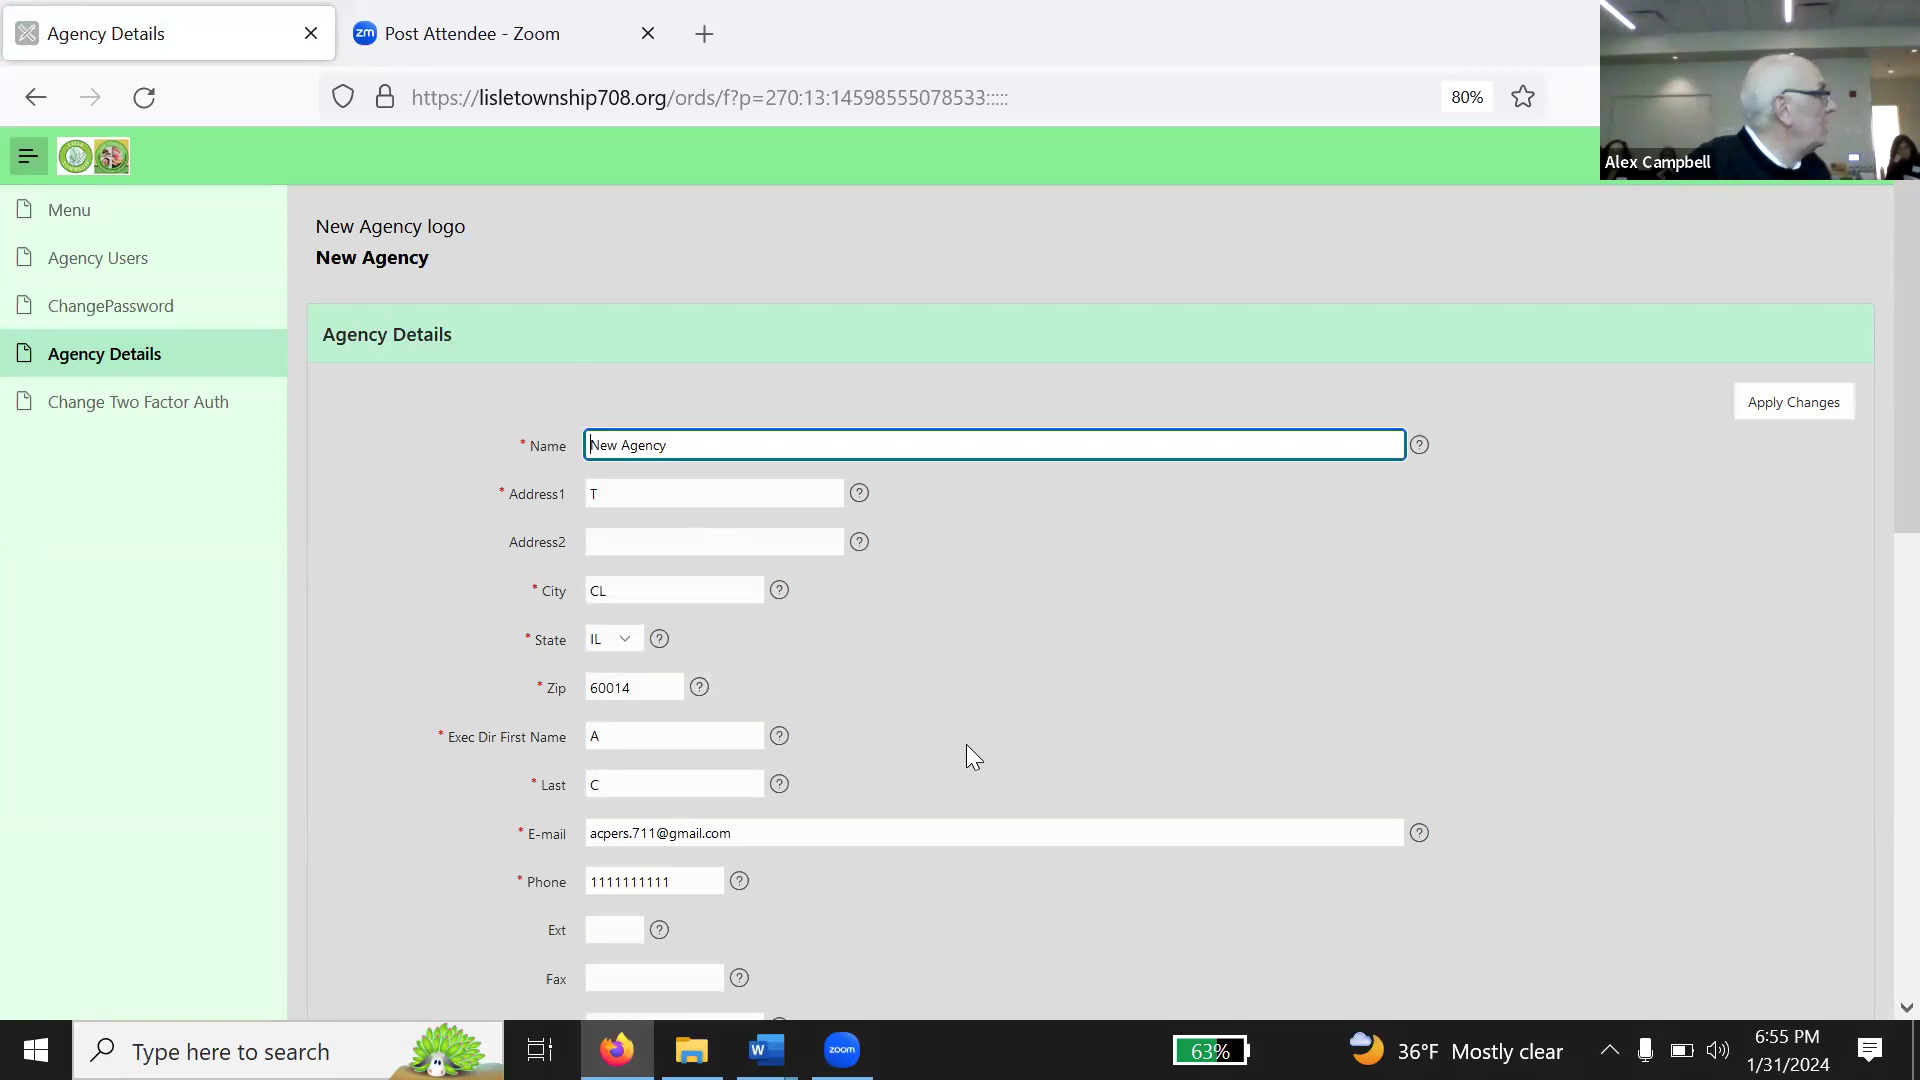 Agency Details
zm Post Attendee - Zoom
https://lisletownship708.org/ords/f?p=270:13:14598555078533:::::
80%
Alex Campbell
Menu
Agency Users
ChangePassword
Agency Details
Change Two Factor Auth
New Agency logo
New Agency
Agency Details
Apply Changes
* Name New Agency ?
* Address1 T ?
Address2 ?
* City CL ?
* State IL ?
* Zip 60014 ?
* Exec Dir First Name A ?
* Last C ?
* E-mail acpers.711@gmail.com ?
* Phone 1111111111 ?
Ext ?
Fax ?
Type here to search
W
zoom
63%
36°F Mostly clear
6:55 PM
1/31/2024